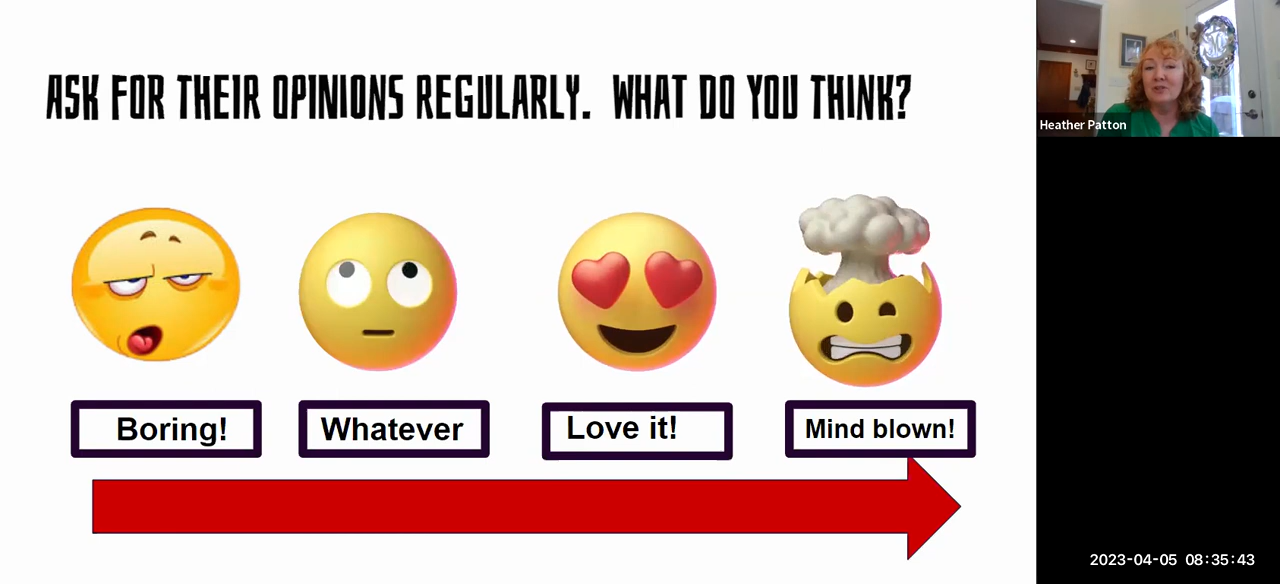 ASK FOR THEIR OPINIONS REGULARLY. WHAT DO YOU THINK?
Heather Patton
Boring!
Whatever
Love it!
Mind blown!
2023-04-05 08:35:43